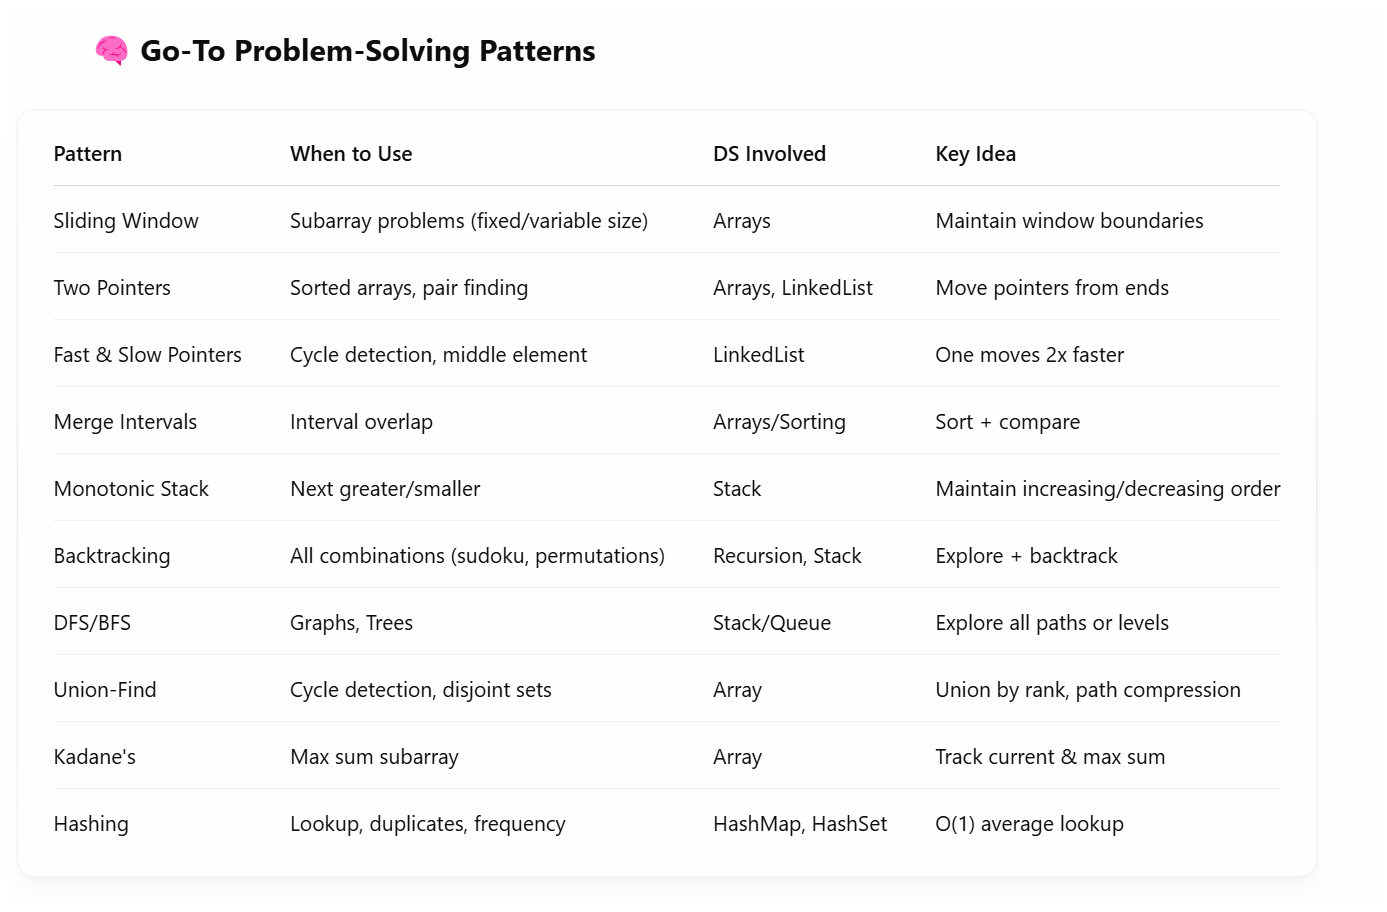 Go-To Problem-Solving Patterns
Pattern When to Use DS Involved Key Idea
Sliding Window Subarray problems (fixed/variable size) Arrays Maintain window boundaries
Two Pointers Sorted arrays, pair finding Arrays, LinkedList Move pointers from ends
Fast & Slow Pointers Cycle detection, middle element LinkedList One moves 2x faster
Merge Intervals Interval overlap Arrays/Sorting Sort + compare
Monotonic Stack Next greater/smaller Stack Maintain increasing/decreasing order
Backtracking All combinations (sudoku, permutations) Recursion, Stack Explore + backtrack
DFS/BFS Graphs, Trees Stack/Queue Explore all paths or levels
Union-Find Cycle detection, disjoint sets Array Union by rank, path compression
Kadane's Max sum subarray Array Track current & max sum
Hashing Lookup, duplicates, frequency HashMap, HashSet O(1) average lookup